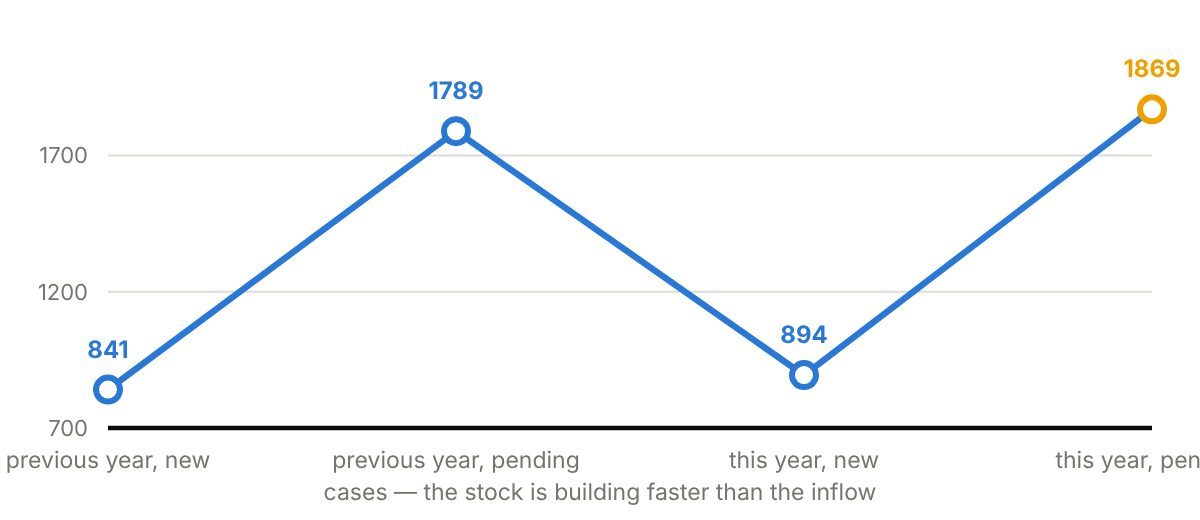 1869
1789
1700
1200
894
841
700
previous year, new
previous year, pending
this year, new
this year, pen
cases — the stock is building faster than the inflow